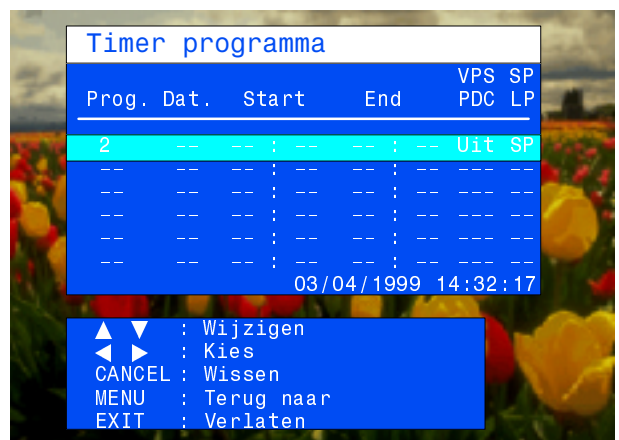 Timer programma
VPS SP
Prog. Dat. Start End PDC LP
2 -- -- : -- -- : -- Uit SP
-- -- -- : -- -- : -- --- --
-- -- -- : -- -- : -- --- --
-- -- -- : -- -- : -- --- --
-- -- -- : -- -- : -- --- --
-- -- -- : -- -- : -- --- --
03/04/1999 14:32:17
▲ ▼ : Wijzigen
◀ ▶ : Kies
CANCEL : Wissen
MENU : Terug naar
EXIT : Verlaten